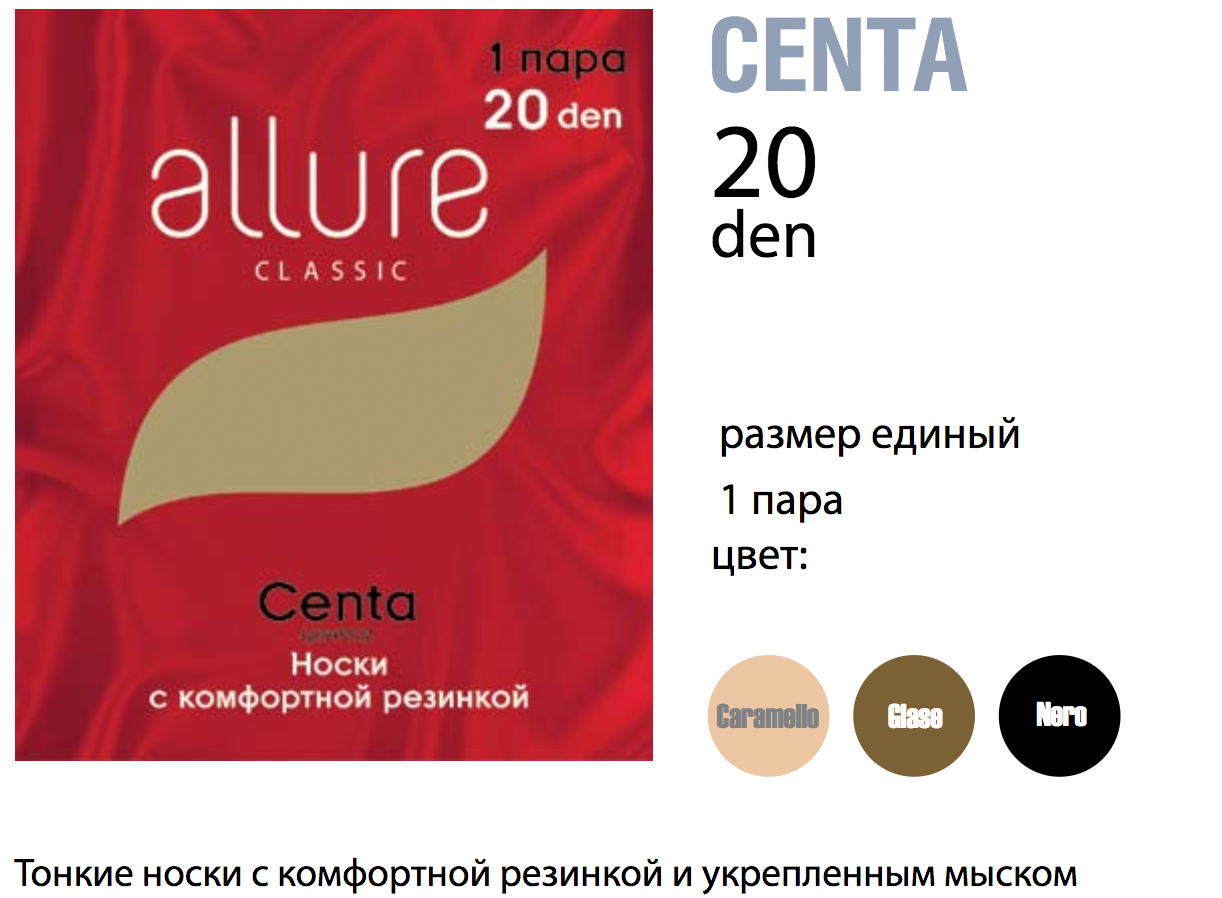 1 пара
20 den
allure
CLASSIC
Centa
Носки
с комфортной резинкой
CENTA
20
den
размер единый
1 пара
цвет:
Caramello
Glase
Nero
Тонкие носки с комфортной резинкой и укрепленным мыском